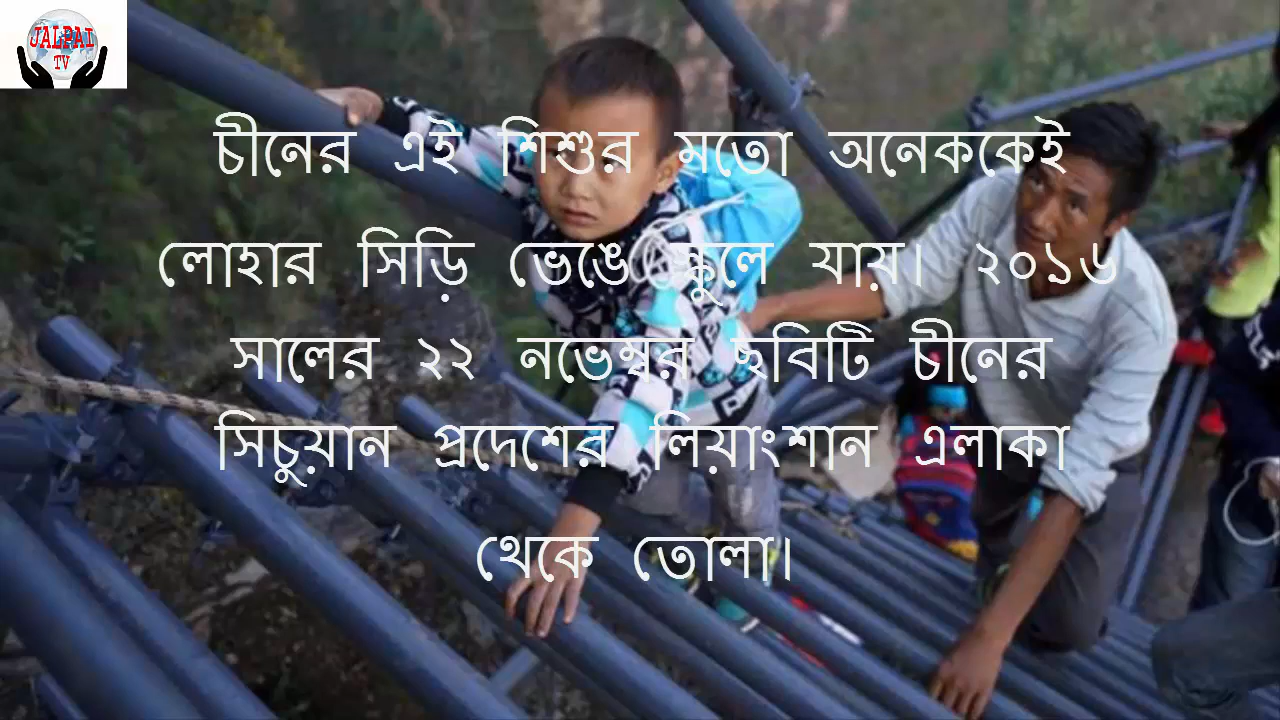 JALPAI
TV
চীনের এই শিশুর মতো অনেককেই
লোহার সিড়ি ভেঙে স্কুলে যায়। ২০১৬
সালের ২২ নভেম্বর ছবিটি চীনের
সিচুয়ান প্রদেশের লিয়াংশান এলাকা
থেকে তোলা।